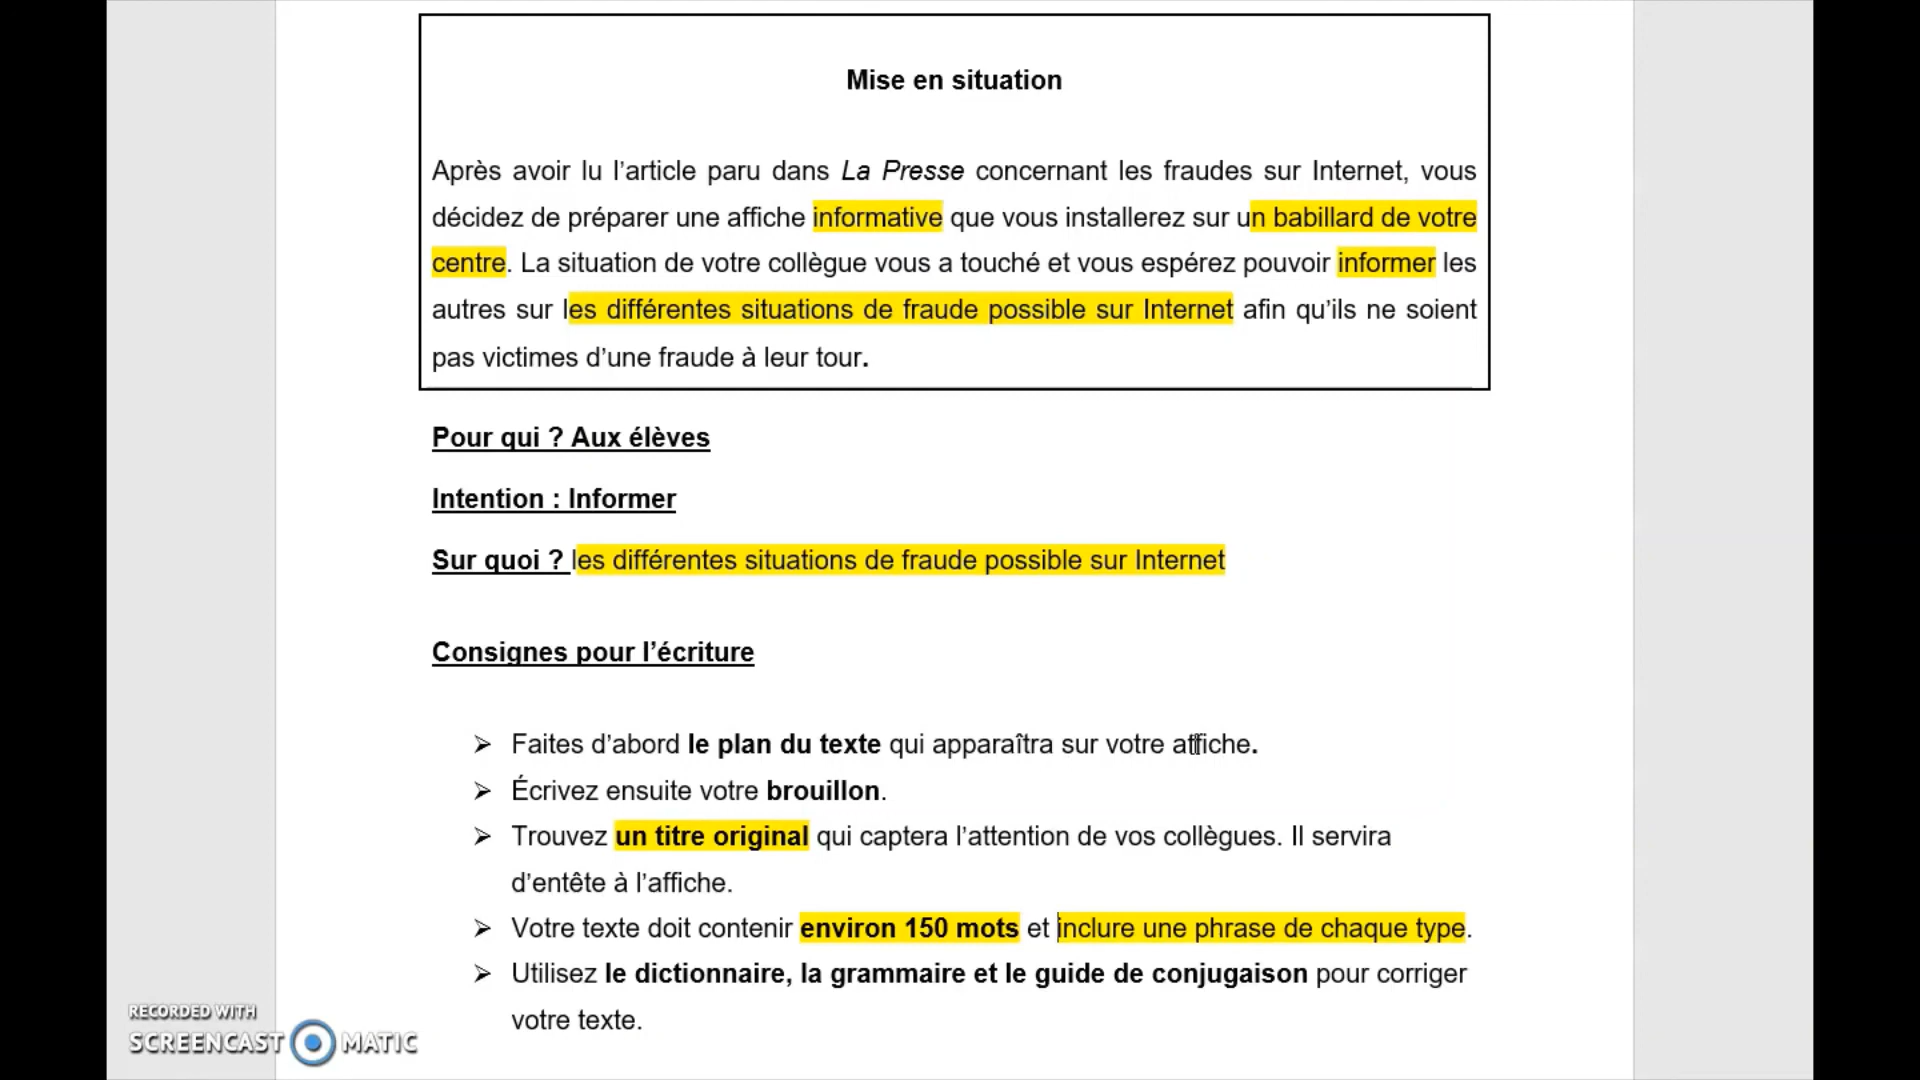 Mise en situation
Après avoir lu l’article paru dans La Presse concernant les fraudes sur Internet, vous
décidez de préparer une affiche informative que vous installerez sur un babillard de votre
centre. La situation de votre collègue vous a touché et vous espérez pouvoir informer les
autres sur les différentes situations de fraude possible sur Internet afin qu’ils ne soient
pas victimes d’une fraude à leur tour.
Pour qui ? Aux élèves
Intention : Informer
Sur quoi ? les différentes situations de fraude possible sur Internet
Consignes pour l’écriture
➢ Faites d’abord le plan du texte qui apparaîtra sur votre affiche.
➢ Écrivez ensuite votre brouillon.
➢ Trouvez un titre original qui captera l’attention de vos collègues. Il servira
d’entête à l’affiche.
➢ Votre texte doit contenir environ 150 mots et inclure une phrase de chaque type.
➢ Utilisez le dictionnaire, la grammaire et le guide de conjugaison pour corriger
votre texte.
RECORDED WITH
SCREENCAST MATIC